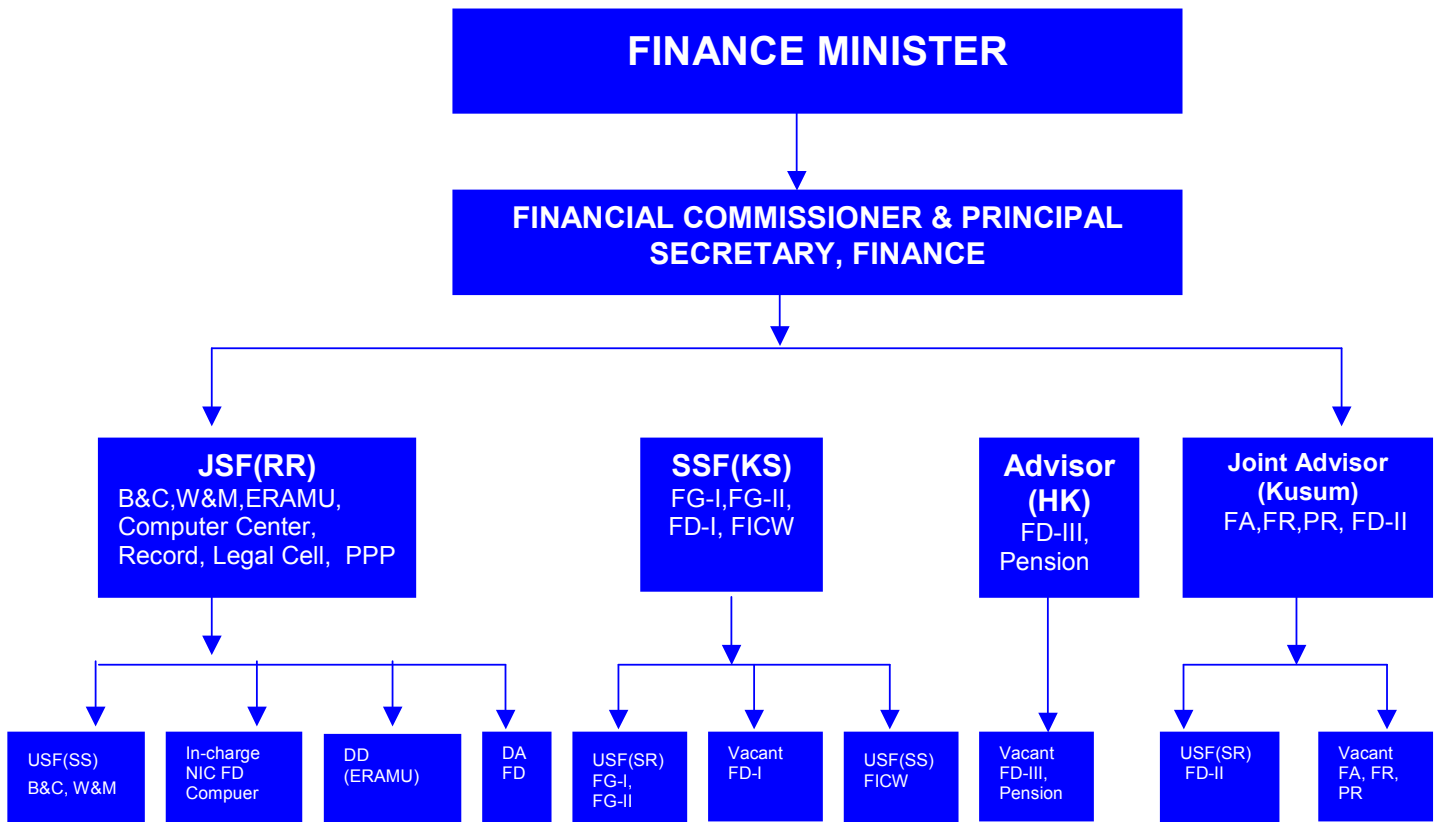 FINANCE MINISTER
FINANCIAL COMMISSIONER & PRINCIPAL
SECRETARY, FINANCE
JSF(RR)
B&C,W&M,ERAMU,
Computer Center,
Record, Legal Cell, PPP
SSF(KS)
FG-I,FG-II,
FD-I, FICW
Advisor
(HK)
FD-III,
Pension
Joint Advisor
(Kusum)
FA,FR,PR, FD-II
USF(SS)
B&C, W&M
In-charge
NIC FD
Compuer
DD
(ERAMU)
DA
FD
USF(SR)
FG-I,
FG-II
Vacant
FD-I
USF(SS)
FICW
Vacant
FD-III,
Pension
USF(SR)
FD-II
Vacant
FA, FR,
PR